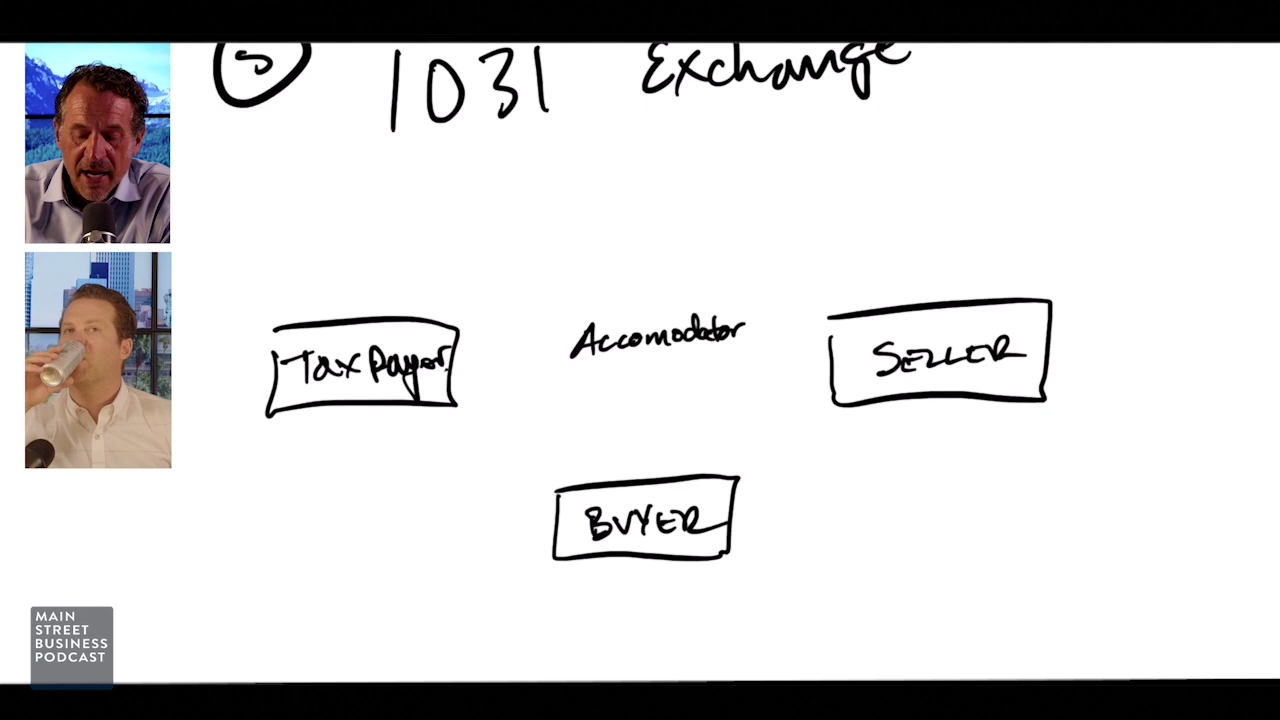 5 1031 Exchange
Accomodator
Tax Payer
SELLER
BUYER
MAIN
STREET
BUSINESS
PODCAST